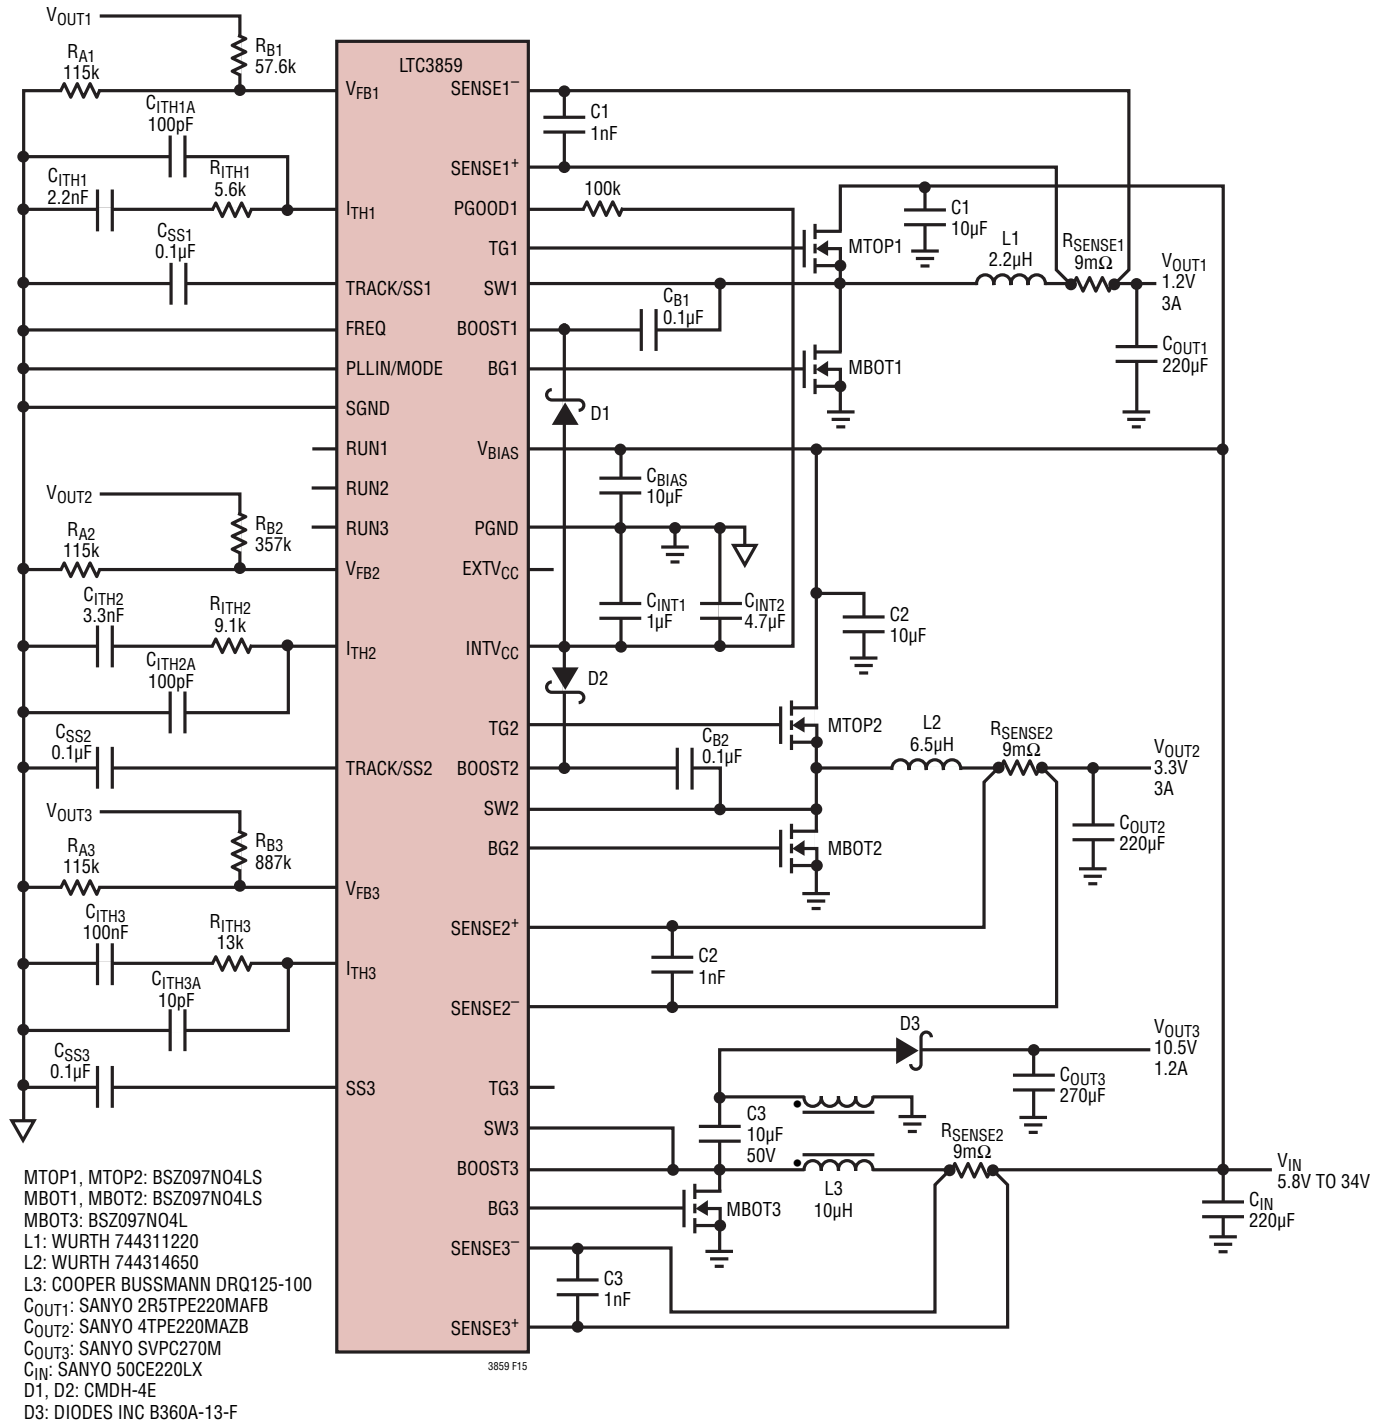 VOUT1
RA1
115k
RB1
57.6k
CITH1A
100pF
CITH1
2.2nF
RITH1
5.6k
CSS1
0.1µF
VOUT2
RA2
115k
RB2
357k
CITH2
3.3nF
RITH2
9.1k
CITH2A
100pF
CSS2
0.1µF
VOUT3
RA3
115k
RB3
887k
CITH3
100nF
RITH3
13k
CITH3A
10pF
CSS3
0.1µF
LTC3859
VFB1
ITH1
TRACK/SS1
FREQ
PLLIN/MODE
SGND
RUN1
RUN2
RUN3
VFB2
ITH2
TRACK/SS2
VFB3
ITH3
SS3
SENSE1–
SENSE1+
PGOOD1
TG1
SW1
BOOST1
BG1
VBIAS
PGND
EXTVCC
INTVCC
TG2
BOOST2
SW2
BG2
SENSE2+
SENSE2–
TG3
SW3
BOOST3
BG3
SENSE3–
SENSE3+
C1
1nF
100k
MTOP1
C1
10µF
L1
2.2µH
RSENSE1
9mΩ
VOUT1
1.2V
3A
CB1
0.1µF
MBOT1
COUT1
220µF
D1
CBIAS
10µF
CINT1
1µF
CINT2
4.7µF
C2
10µF
D2
MTOP2
L2
6.5µH
RSENSE2
9mΩ
VOUT2
3.3V
3A
CB2
0.1µF
MBOT2
COUT2
220µF
C2
1nF
D3
VOUT3
10.5V
1.2A
COUT3
270µF
C3
10µF
50V
RSENSE2
9mΩ
L3
10µH
MBOT3
VIN
5.8V TO 34V
CIN
220µF
C3
1nF
MTOP1, MTOP2: BSZ097NO4LS
MBOT1, MBOT2: BSZ097NO4LS
MBOT3: BSZ097NO4L
L1: WURTH 744311220
L2: WURTH 744314650
L3: COOPER BUSSMANN DRQ125-100
COUT1: SANYO 2R5TPE220MAFB
COUT2: SANYO 4TPE220MAZB
COUT3: SANYO SVPC270M
CIN: SANYO 50CE220LX
D1, D2: CMDH-4E
D3: DIODES INC B360A-13-F
3859 F15